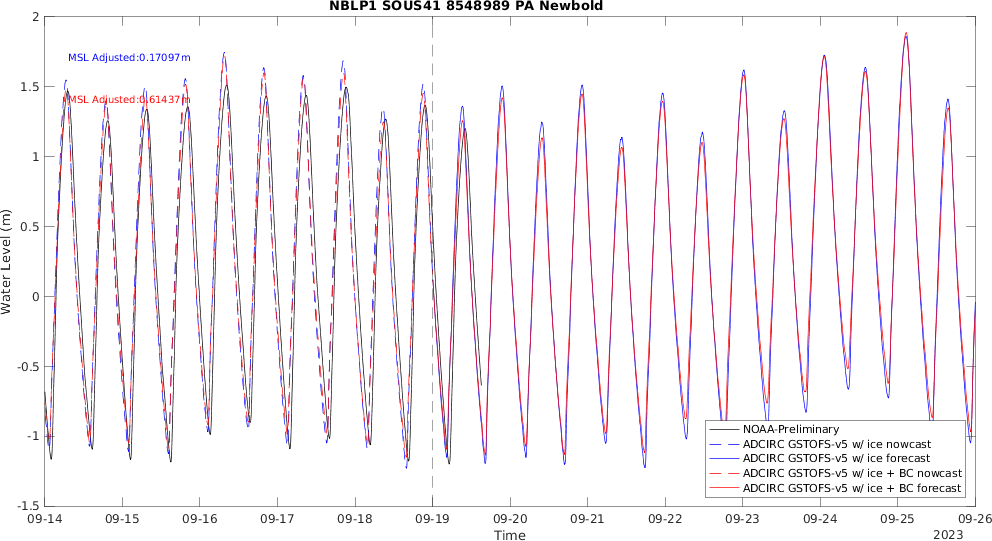 NBLP1 SOUS41 8548989 PA Newbold
2
MSL Adjusted:0.17097m
1.5
MSL Adjusted:0.61437m
1
0.5
Water Level (m)
0
-0.5
-1
NOAA-Preliminary
ADCIRC GSTOFS-v5 w/ ice nowcast
ADCIRC GSTOFS-v5 w/ ice forecast
ADCIRC GSTOFS-v5 w/ ice + BC nowcast
ADCIRC GSTOFS-v5 w/ ice + BC forecast
-1.5
09-14 09-15 09-16 09-17 09-18 09-19 09-20 09-21 09-22 09-23 09-24 09-25 09-26
Time
2023